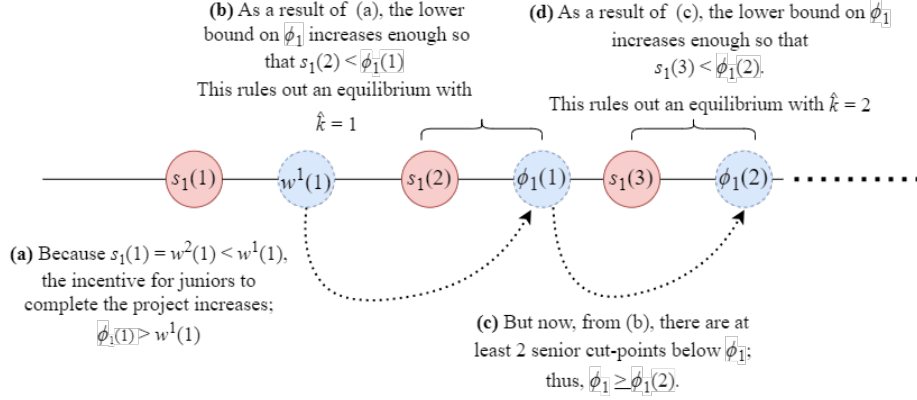 (b) As a result of (a), the lower
bound on ϕ₁ increases enough so
that s₁(2) < ϕ₁(1)
This rules out an equilibrium with
k̂ = 1
(d) As a result of (c), the lower bound on ϕ₁
increases enough so that
s₁(3) < ϕ₁(2).
This rules out an equilibrium with k̂ = 2
s₁(1) w¹(1) s₁(2) ϕ₁(1) s₁(3) ϕ₁(2)
(a) Because s₁(1) = w²(1) < w¹(1),
the incentive for juniors to
complete the project increases;
ϕ₁(1) > w¹(1)
(c) But now, from (b), there are at
least 2 senior cut-points below ϕ₁;
thus, ϕ₁ ≥ ϕ₁(2).